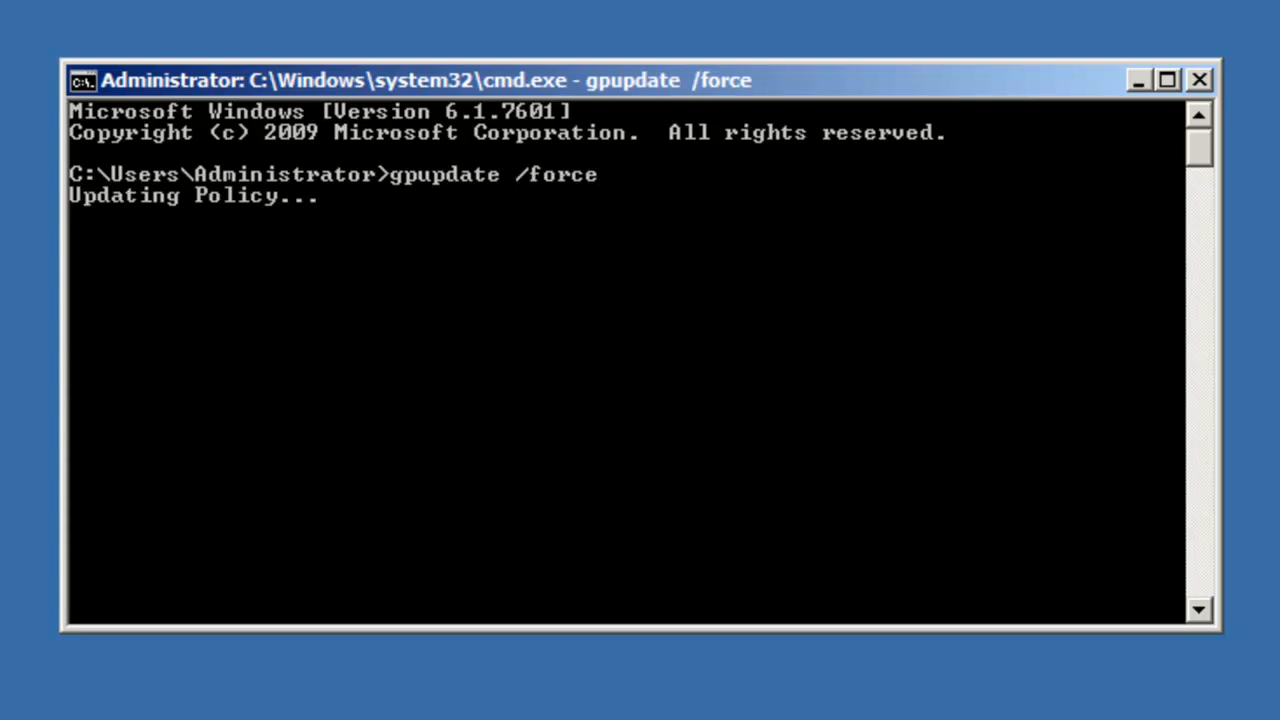 Administrator: C:\Windows\system32\cmd.exe - gpupdate /force
Microsoft Windows [Version 6.1.7601]
Copyright (c) 2009 Microsoft Corporation.  All rights reserved.
C:\Users\Administrator>gpupdate /force
Updating Policy...